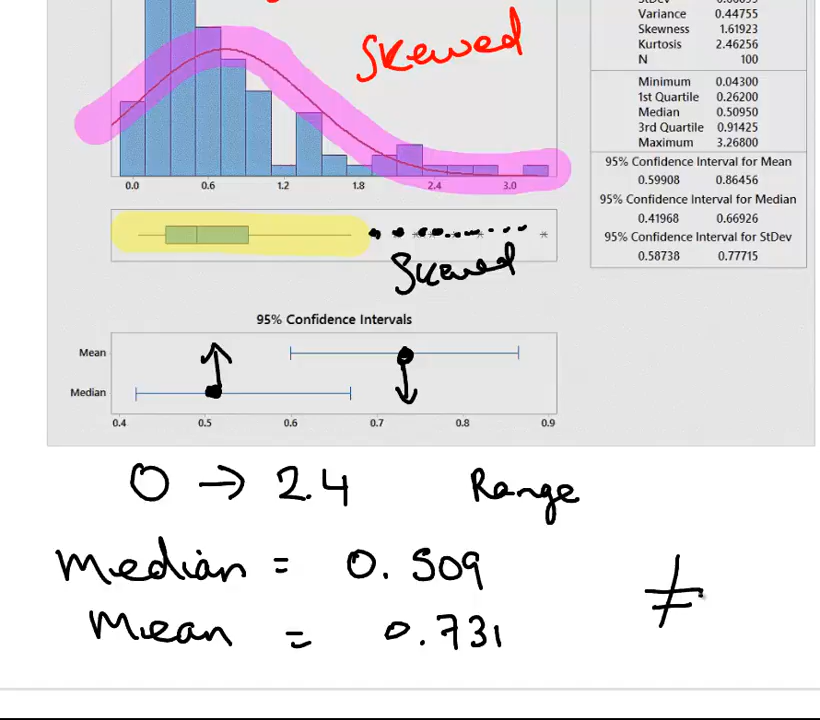 Skewed
Variance 0.44755
Skewness 1.61923
Kurtosis 2.46256
N 100
Minimum 0.04300
1st Quartile 0.26200
Median 0.50950
3rd Quartile 0.91425
Maximum 3.26800
95% Confidence Interval for Mean
0.59908 0.86456
95% Confidence Interval for Median
0.41968 0.66926
95% Confidence Interval for StDev
0.58738 0.77715
0.0 0.6 1.2 1.8 2.4 3.0
Skewed
95% Confidence Intervals
Mean
Median
0.4 0.5 0.6 0.7 0.8 0.9
0 → 2.4 Range
Median = 0.509
Mean = 0.731
≠